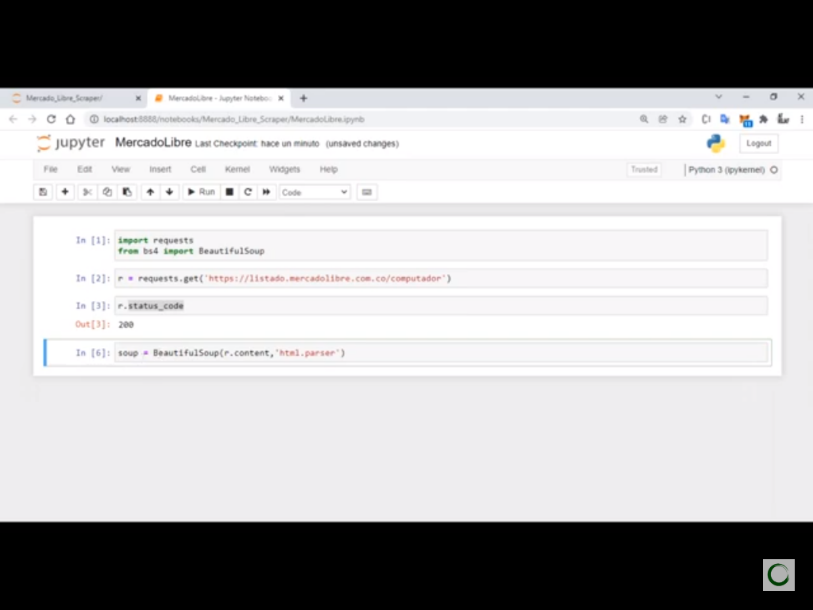 Mercado_Libre_Scraper/
MercadoLibre - Jupyter Notebo
localhost:8888/notebooks/Mercado_Libre_Scraper/MercadoLibre.ipynb
jupyter MercadoLibre Last Checkpoint: hace un minuto (unsaved changes)
Logout
File Edit View Insert Cell Kernel Widgets Help
Trusted
Python 3 (ipykernel)
Run
Code
In [1]: import requests
from bs4 import BeautifulSoup
In [2]: r = requests.get('https://listado.mercadolibre.com.co/computador')
In [3]: r.status_code
Out[3]: 200
In [6]: soup = BeautifulSoup(r.content,'html.parser')